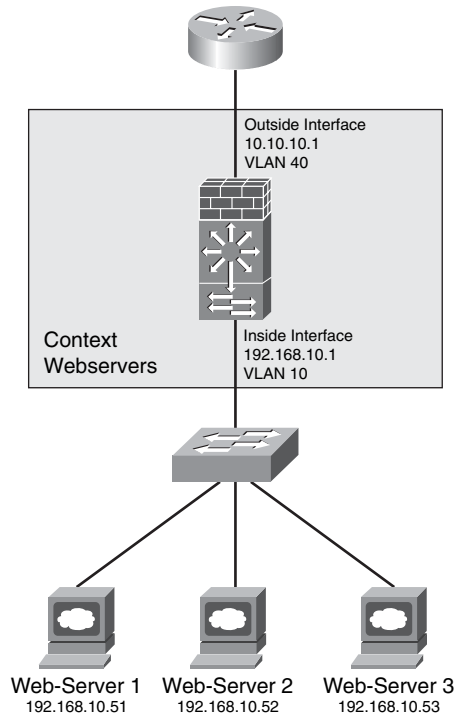 Outside Interface
10.10.10.1
VLAN 40
Context
Webservers
Inside Interface
192.168.10.1
VLAN 10
Web-Server 1
192.168.10.51
Web-Server 2
192.168.10.52
Web-Server 3
192.168.10.53